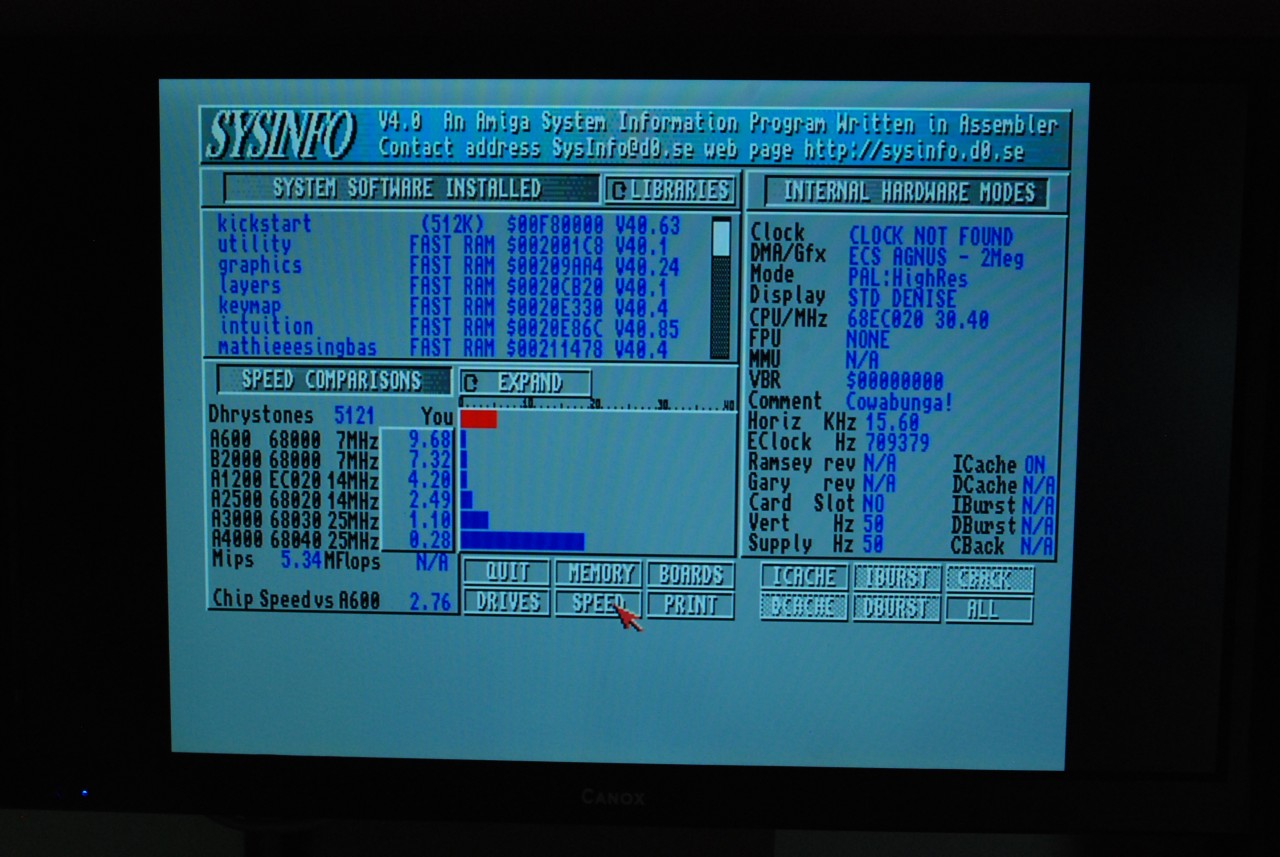 SYSINFO V4.0 An Amiga System Information Program Written in Assembler
Contact address SysInfo@d0.se web page http://sysinfo.d0.se
SYSTEM SOFTWARE INSTALLED
LIBRARIES
kickstart (512K) $00F80000 V40.63
utility FAST RAM $002001C8 V40.1
graphics FAST RAM $00209AA4 V40.24
layers FAST RAM $0020CB20 V40.1
keymap FAST RAM $0020E330 V40.4
intuition FAST RAM $0020E86C V40.85
mathieeesingbas FAST RAM $00211478 V40.4
INTERNAL HARDWARE MODES
Clock CLOCK NOT FOUND
DMA/Gfx ECS AGNUS - 2Meg
Mode PAL:HighRes
Display STD DENISE
CPU/MHz 68EC020 30.40
FPU NONE
MMU N/A
VBR $00000000
Comment Cowabunga!
Horiz KHz 15.60
EClock Hz 709379
Ramsey rev N/A ICache ON
Gary rev N/A DCache N/A
Card Slot NO IBurst N/A
Vert Hz 50 DBurst N/A
Supply Hz 50 CBack N/A
SPEED COMPARISONS
EXPAND
0 10 20 30 40
Dhrystones 5121 You
A600 68000 7MHz 9.68
B2000 68000 7MHz 7.32
A1200 EC020 14MHz 4.20
A2500 68020 14MHz 2.49
A3000 68030 25MHz 1.10
A4000 68040 25MHz 0.28
Mips 5.34 MFlops N/A
Chip Speed vs A600 2.76
QUIT MEMORY BOARDS
DRIVES SPEED PRINT
ICACHE IBURST CBACK
DCACHE DBURST ALL
CANOX